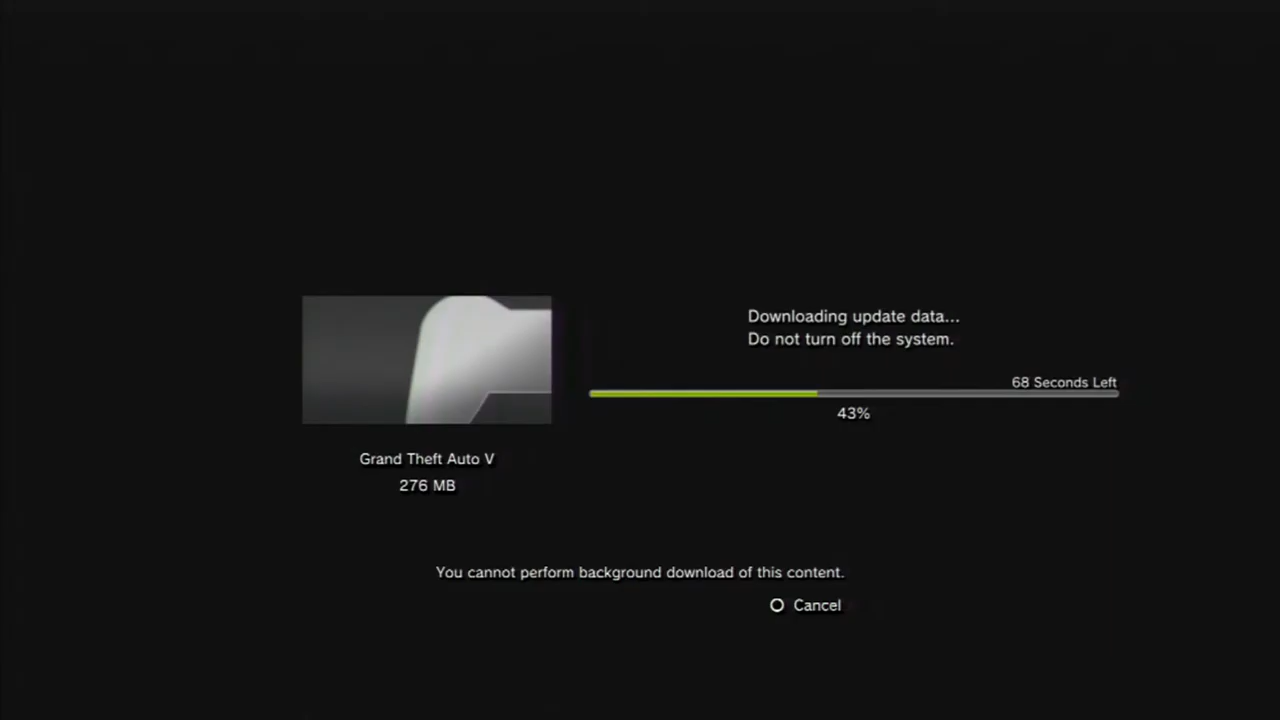 Downloading update data...
Do not turn off the system.
68 Seconds Left
43%
Grand Theft Auto V
276 MB
You cannot perform background download of this content.
Cancel